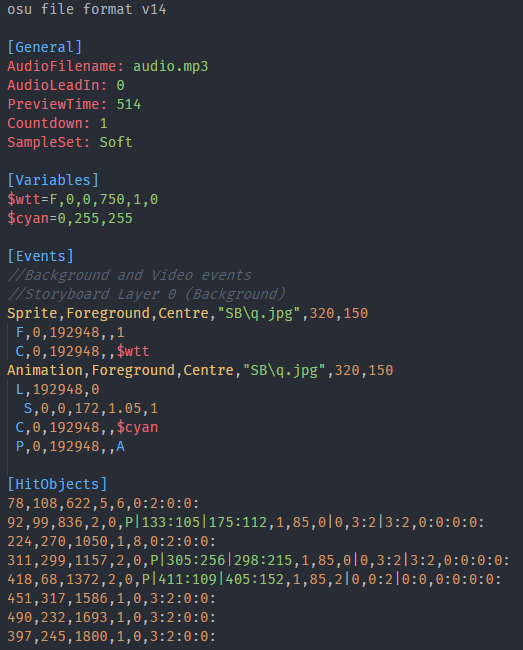 osu file format v14

[General]
AudioFilename: audio.mp3
AudioLeadIn: 0
PreviewTime: 514
Countdown: 1
SampleSet: Soft

[Variables]
$wtt=F,0,0,750,1,0
$cyan=0,255,255

[Events]
//Background and Video events
//Storyboard Layer 0 (Background)
Sprite,Foreground,Centre,"SB\q.jpg",320,150
 F,0,192948,,1
 C,0,192948,,$wtt
Animation,Foreground,Centre,"SB\q.jpg",320,150
 L,192948,0
  S,0,0,172,1.05,1
 C,0,192948,,$cyan
 P,0,192948,,A

[HitObjects]
78,108,622,5,6,0:2:0:0:
92,99,836,2,0,P|133:105|175:112,1,85,0|0,3:2|3:2,0:0:0:0:
224,270,1050,1,8,0:2:0:0:
311,299,1157,2,0,P|305:256|298:215,1,85,0|0,3:2|3:2,0:0:0:0:
418,68,1372,2,0,P|411:109|405:152,1,85,2|0,0:2|0:0,0:0:0:0:
451,317,1586,1,0,3:2:0:0:
490,232,1693,1,0,3:2:0:0:
397,245,1800,1,0,3:2:0:0: